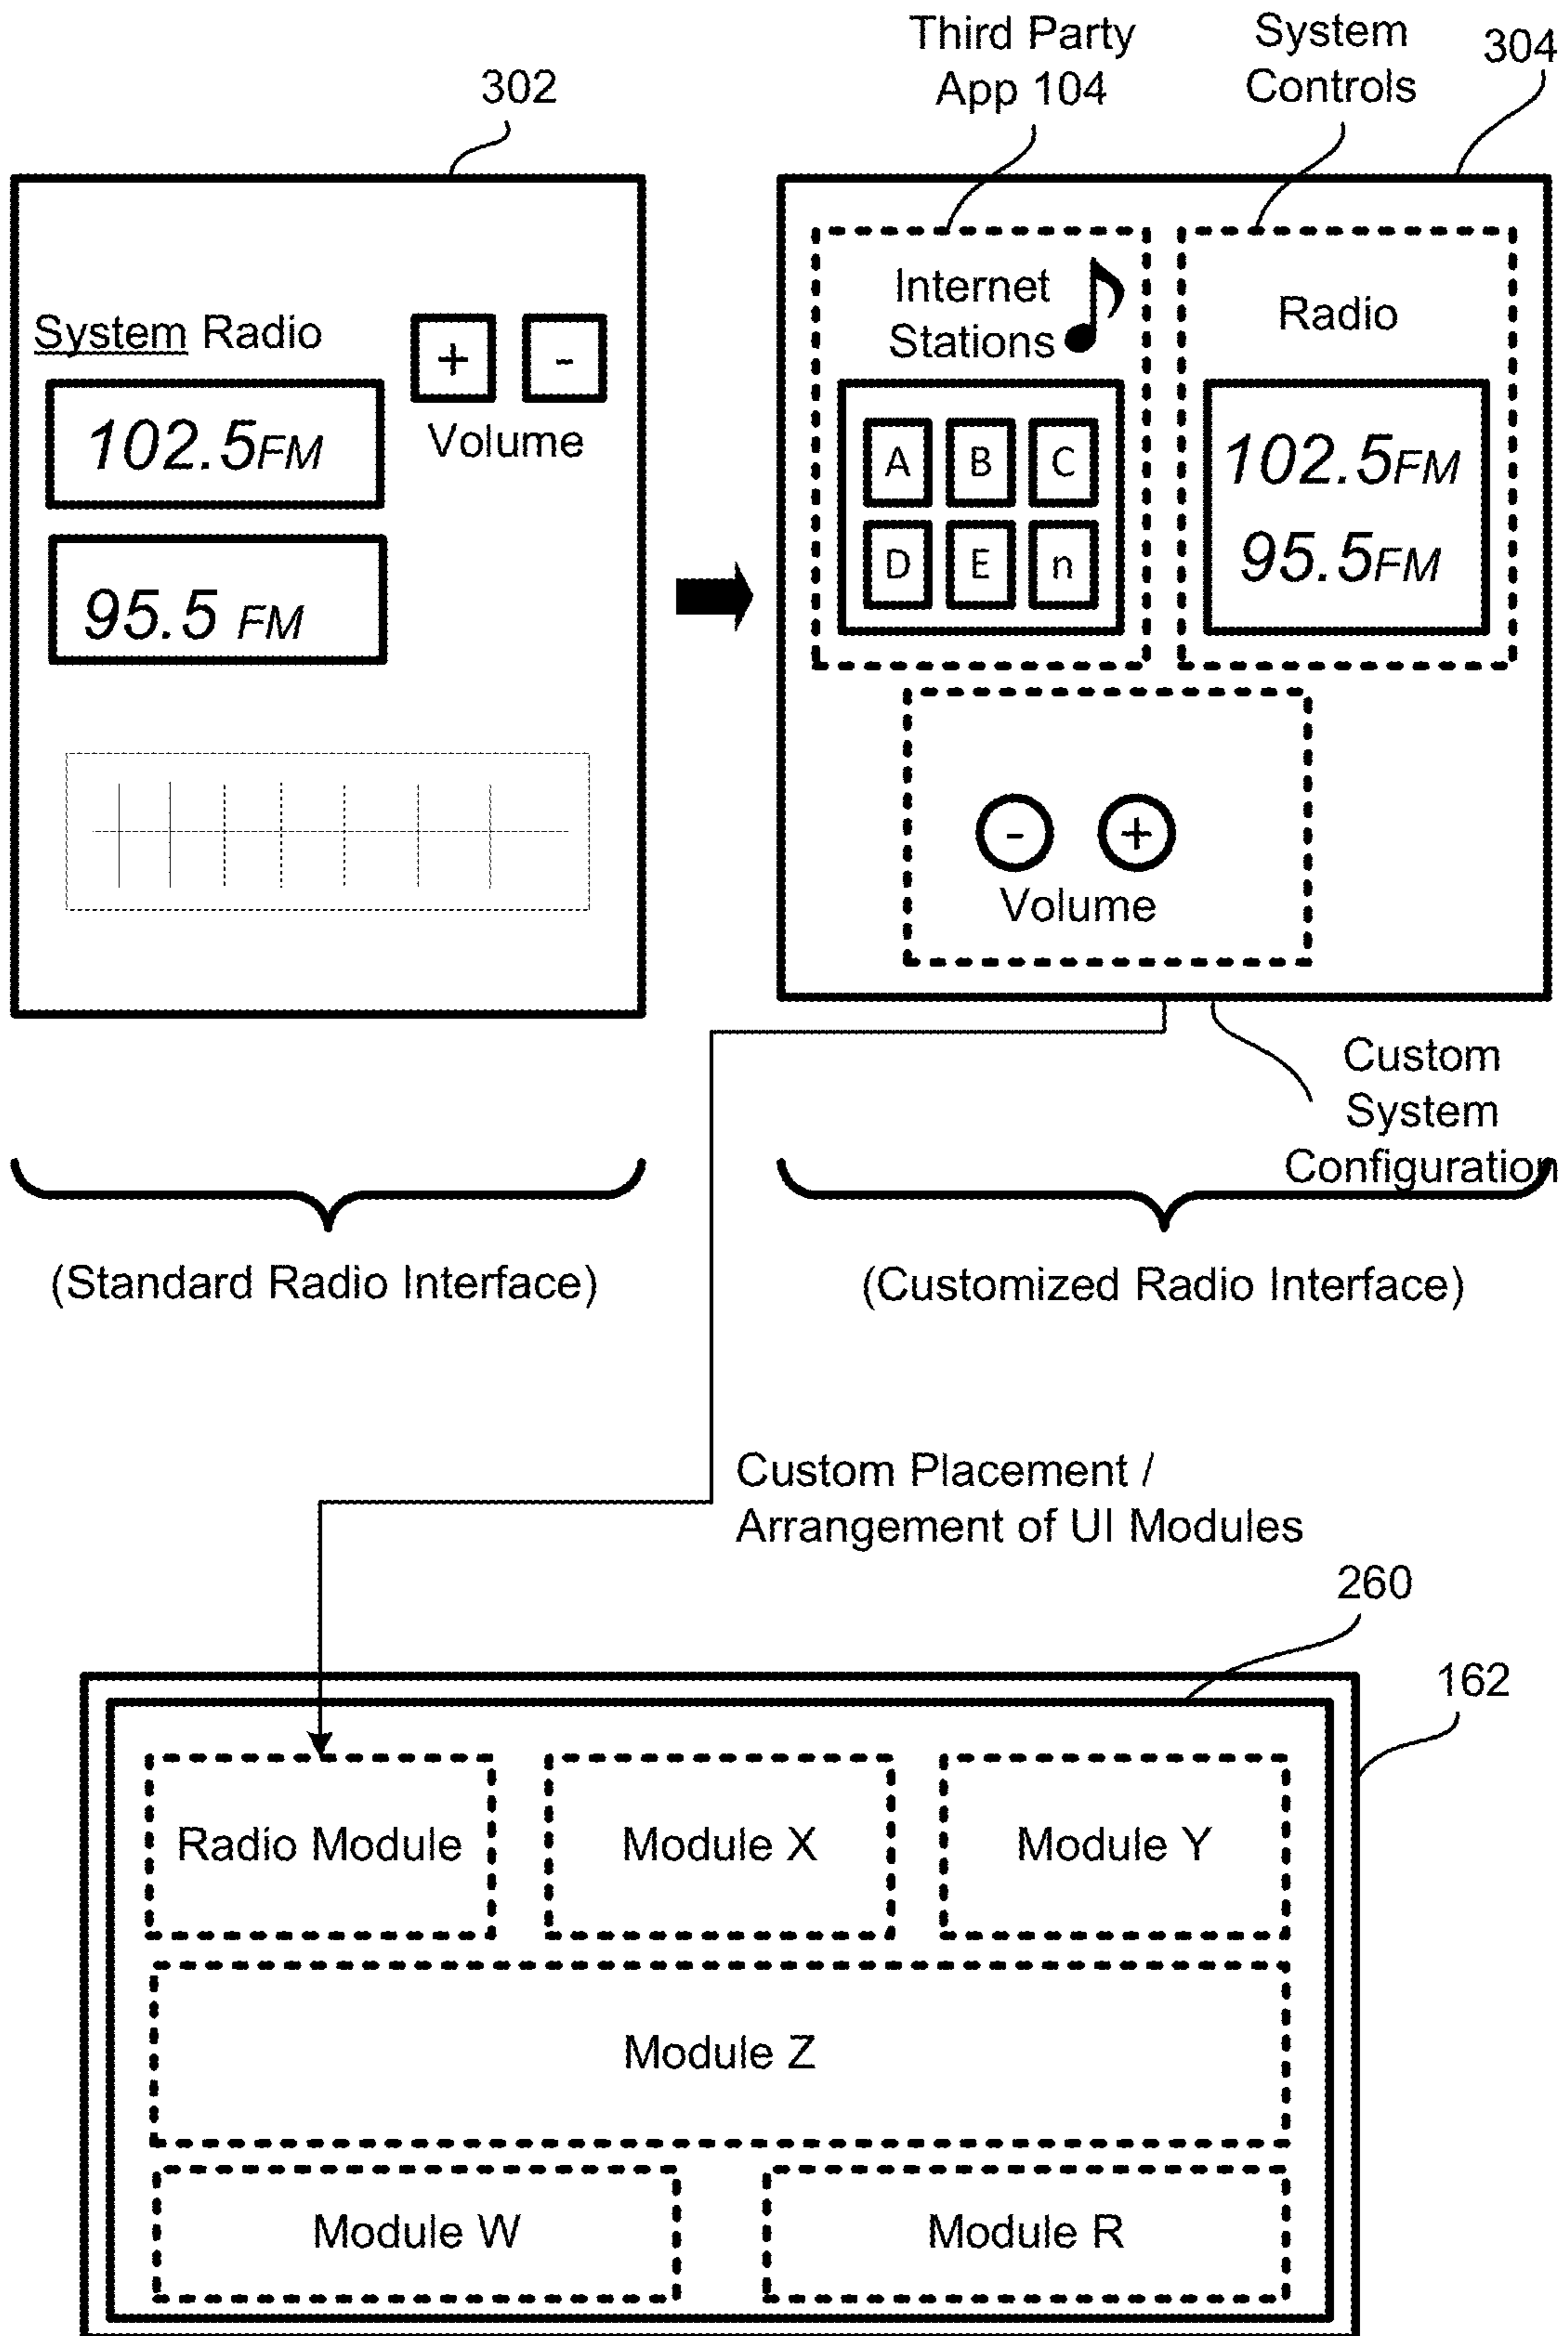 302
Third Party
App 104
System
Controls
304
System Radio
+ -
Volume
102.5FM
95.5 FM
Internet
Stations
A B C
D E n
Radio
102.5FM
95.5FM
- +
Volume
Custom
System
Configuration
(Standard Radio Interface)
(Customized Radio Interface)
Custom Placement /
Arrangement of UI Modules
260
162
Radio Module
Module X
Module Y
Module Z
Module W
Module R